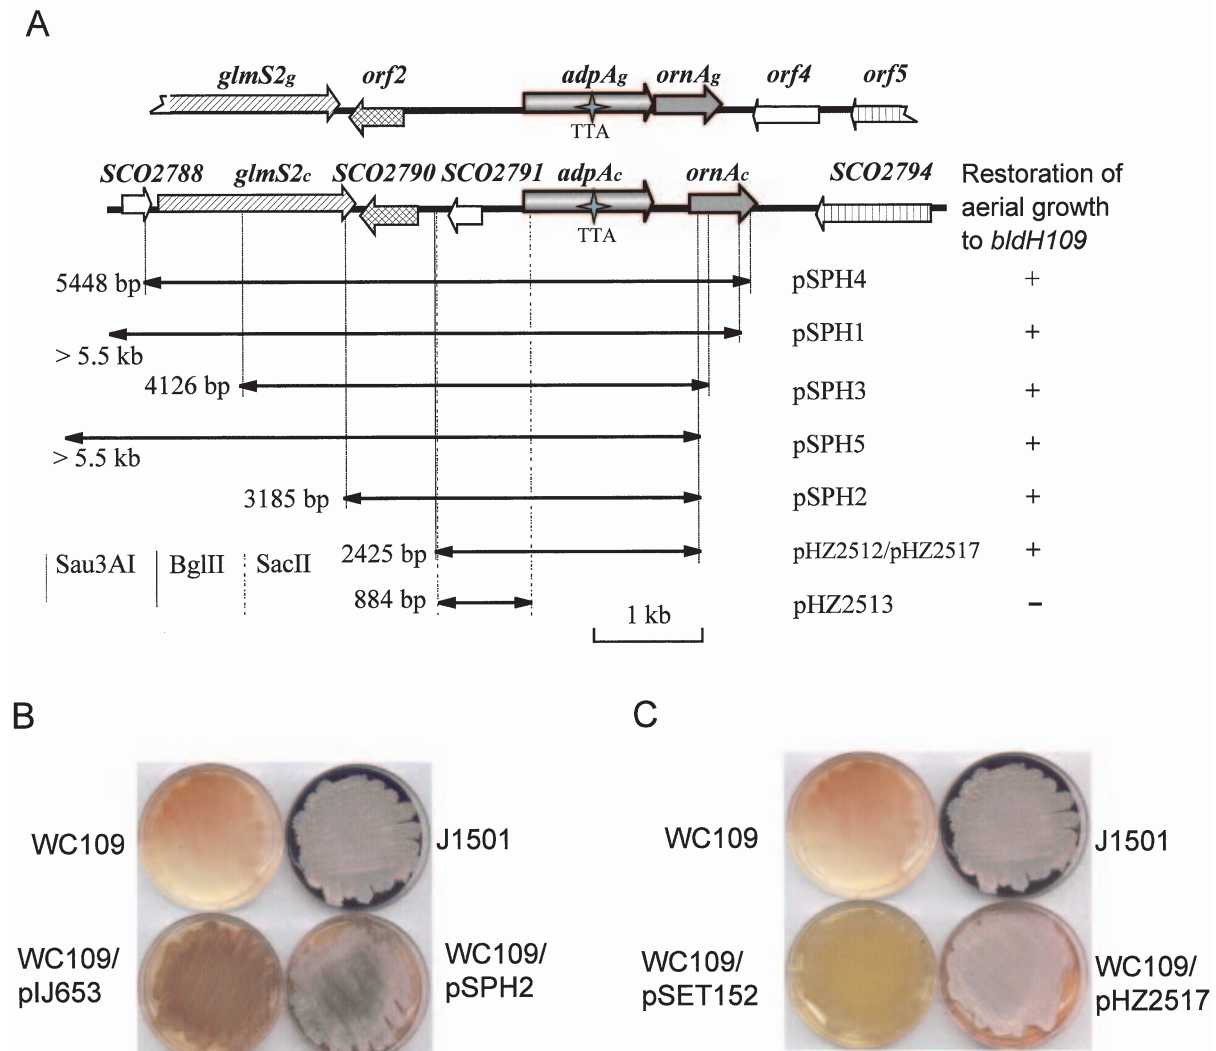 A
glmS2g orf2 adpAg ornAg orf4 orf5
TTA
SCO2788 glmS2c SCO2790 SCO2791 adpAc ornAc SCO2794
TTA
Restoration of
aerial growth
to bldH109
5448 bp pSPH4 +
> 5.5 kb pSPH1 +
4126 bp pSPH3 +
> 5.5 kb pSPH5 +
3185 bp pSPH2 +
2425 bp pHZ2512/pHZ2517 +
884 bp pHZ2513 −
Sau3AI BglII SacII
1 kb
B
WC109
J1501
WC109/
pIJ653
WC109/
pSPH2
C
WC109
J1501
WC109/
pSET152
WC109/
pHZ2517